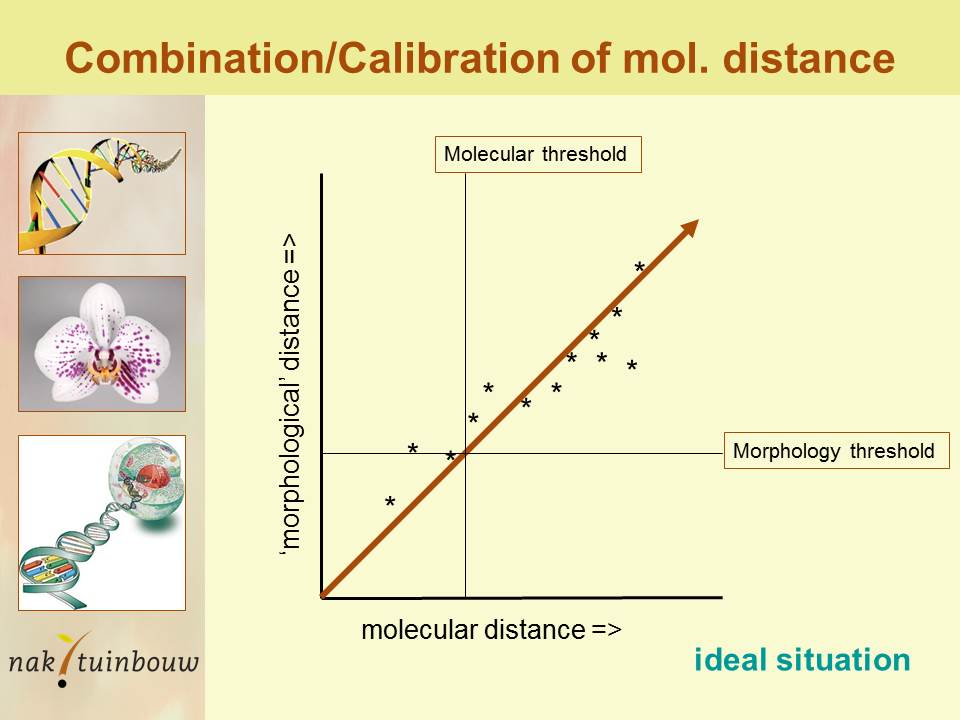 Combination/Calibration of mol. distance
Molecular threshold
‘morphological’ distance =>
Morphology threshold
molecular distance =>
ideal situation
nak tuinbouw